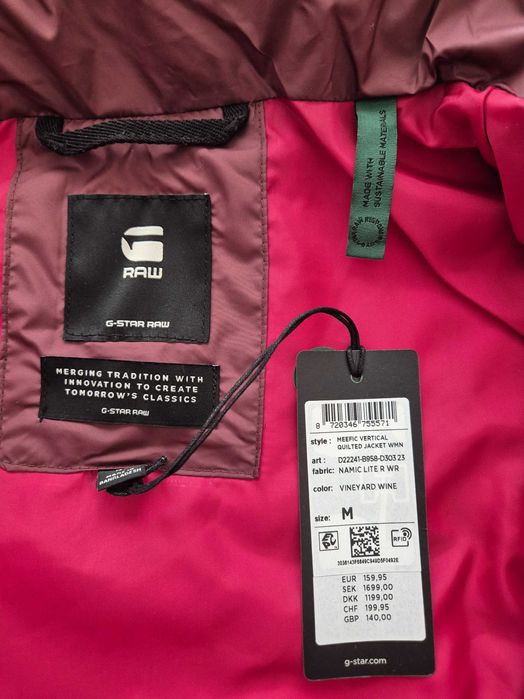 RAW
G-STAR RAW
MERGING TRADITION WITH
INNOVATION TO CREATE
TOMORROW'S CLASSICS
G-STAR RAW
BANGLADESH
MADE WITH
SUSTAINABLE MATERIALS
8 720346 755571
style : MEEFIC VERTICAL
QUILTED JACKET WMN
art : D22241-B958-D303 23
fabric: NAMIC LITE R WR
color: VINEYARD WINE
size: M
RFID
EUR 159,95
SEK 1699,00
DKK 1199,00
CHF 199,95
GBP 140,00
g-star.com